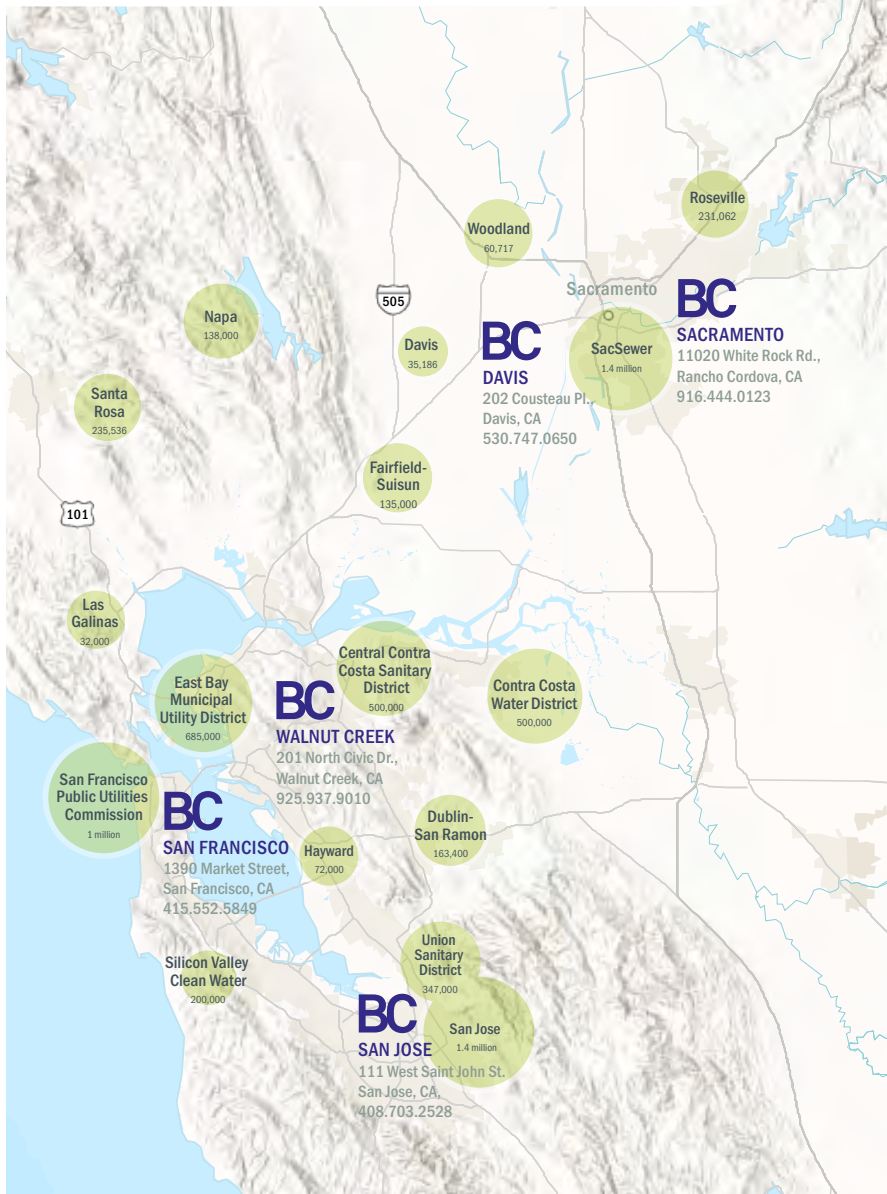 Roseville
231,062
Woodland
60,717
Sacramento
BC
SACRAMENTO
11020 White Rock Rd.,
Rancho Cordova, CA
916.444.0123
505
Napa
138,000
Davis
35,186
BC
DAVIS
202 Cousteau Pl.,
Davis, CA
530.747.0650
SacSewer
1.4 million
Santa
Rosa
235,536
Fairfield-
Suisun
135,000
101
Las
Galinas
32,000
Central Contra
Costa Sanitary
District
500,000
East Bay
Municipal
Utility District
685,000
BC
WALNUT CREEK
201 North Civic Dr.,
Walnut Creek, CA
925.937.9010
Contra Costa
Water District
500,000
San Francisco
Public Utilities
Commission
1 million
BC
SAN FRANCISCO
1390 Market Street,
San Francisco, CA
415.552.5849
Hayward
72,000
Dublin-
San Ramon
163,400
Union
Sanitary
District
347,000
Silicon Valley
Clean Water
200,000
BC
SAN JOSE
111 West Saint John St.
San Jose, CA,
408.703.2528
San Jose
1.4 million